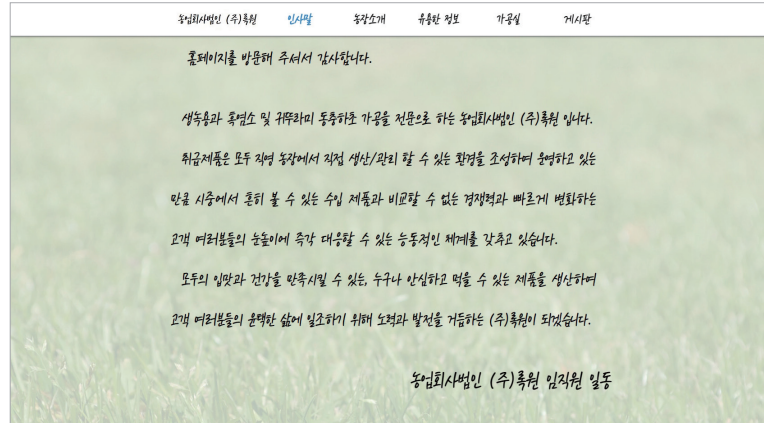 농업회사법인 (주)록원 인사말 농장소개 유용한 정보 가공실 게시판
홈페이지를 방문해 주셔서 감사합니다.
생녹용과 흑염소 및 귀뚜라미 동충하초 가공을 전문으로 하는 농업회사법인 (주)록원 입니다.
취급제품은 모두 직영 농장에서 직접 생산/관리 할 수 있는 환경을 조성하여 운영하고 있는
만큼 시중에서 흔히 볼 수 있는 수입 제품과 비교할 수 없는 경쟁력과 빠르게 변화하는
고객 여러분들의 눈높이에 즉각 대응할 수 있는 능동적인 체계를 갖추고 있습니다.
모두의 입맛과 건강을 만족시킬 수 있는, 누구나 안심하고 먹을 수 있는 제품을 생산하여
고객 여러분들의 윤택한 삶에 일조하기 위해 노력과 발전을 거듭하는 (주)록원이 되겠습니다.
농업회사법인 (주)록원 임직원 일동